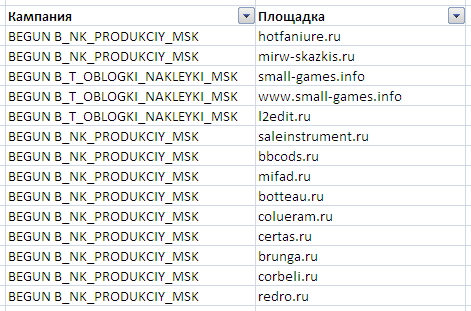 Кампания Площадка
BEGUN B_NK_PRODUKCIY_MSK hotfaniure.ru
BEGUN B_NK_PRODUKCIY_MSK mirw-skazkis.ru
BEGUN B_T_OBLOGKI_NAKLEYKI_MSK small-games.info
BEGUN B_T_OBLOGKI_NAKLEYKI_MSK www.small-games.info
BEGUN B_T_OBLOGKI_NAKLEYKI_MSK l2edit.ru
BEGUN B_NK_PRODUKCIY_MSK saleinstrument.ru
BEGUN B_NK_PRODUKCIY_MSK bbcods.ru
BEGUN B_NK_PRODUKCIY_MSK mifad.ru
BEGUN B_NK_PRODUKCIY_MSK botteau.ru
BEGUN B_NK_PRODUKCIY_MSK colueram.ru
BEGUN B_NK_PRODUKCIY_MSK certas.ru
BEGUN B_NK_PRODUKCIY_MSK brunga.ru
BEGUN B_NK_PRODUKCIY_MSK corbeli.ru
BEGUN B_NK_PRODUKCIY_MSK redro.ru